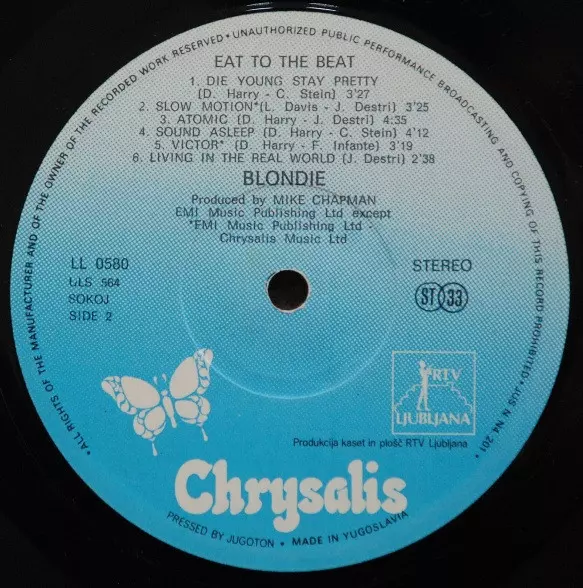 • ALL RIGHTS OF THE MANUFACTURER AND OF THE OWNER OF THE RECORDED WORK RESERVED • UNAUTHORIZED PUBLIC PERFORMANCE BROADCASTING AND COPYING OF THIS RECORD PROHIBITED • JUS N N4 201 •
EAT TO THE BEAT
1. DIE YOUNG STAY PRETTY
(D. Harry - C. Stein) 3'27
2. SLOW MOTION*(L. Davis - J. Destri) 3'25
3. ATOMIC (D. Harry - J. Destri) 4:35
4. SOUND ASLEEP (D. Harry - C. Stein) 4'12
5. VICTOR* (D. Harry - F. Infante) 3'19
6. LIVING IN THE REAL WORLD (J. Destri) 2'38
BLONDIE
Produced by MIKE CHAPMAN
EMI Music Publishing Ltd except
*EMI Music Publishing Ltd -
Chrysalis Music Ltd
LL 0580
LLS 564
SOKOJ
SIDE 2
STEREO
ST 33
RTV
LJUBLJANA
Produkcija kaset in plošč RTV Ljubljana
Chrysalis
PRESSED BY JUGOTON • MADE IN YUGOSLAVIA